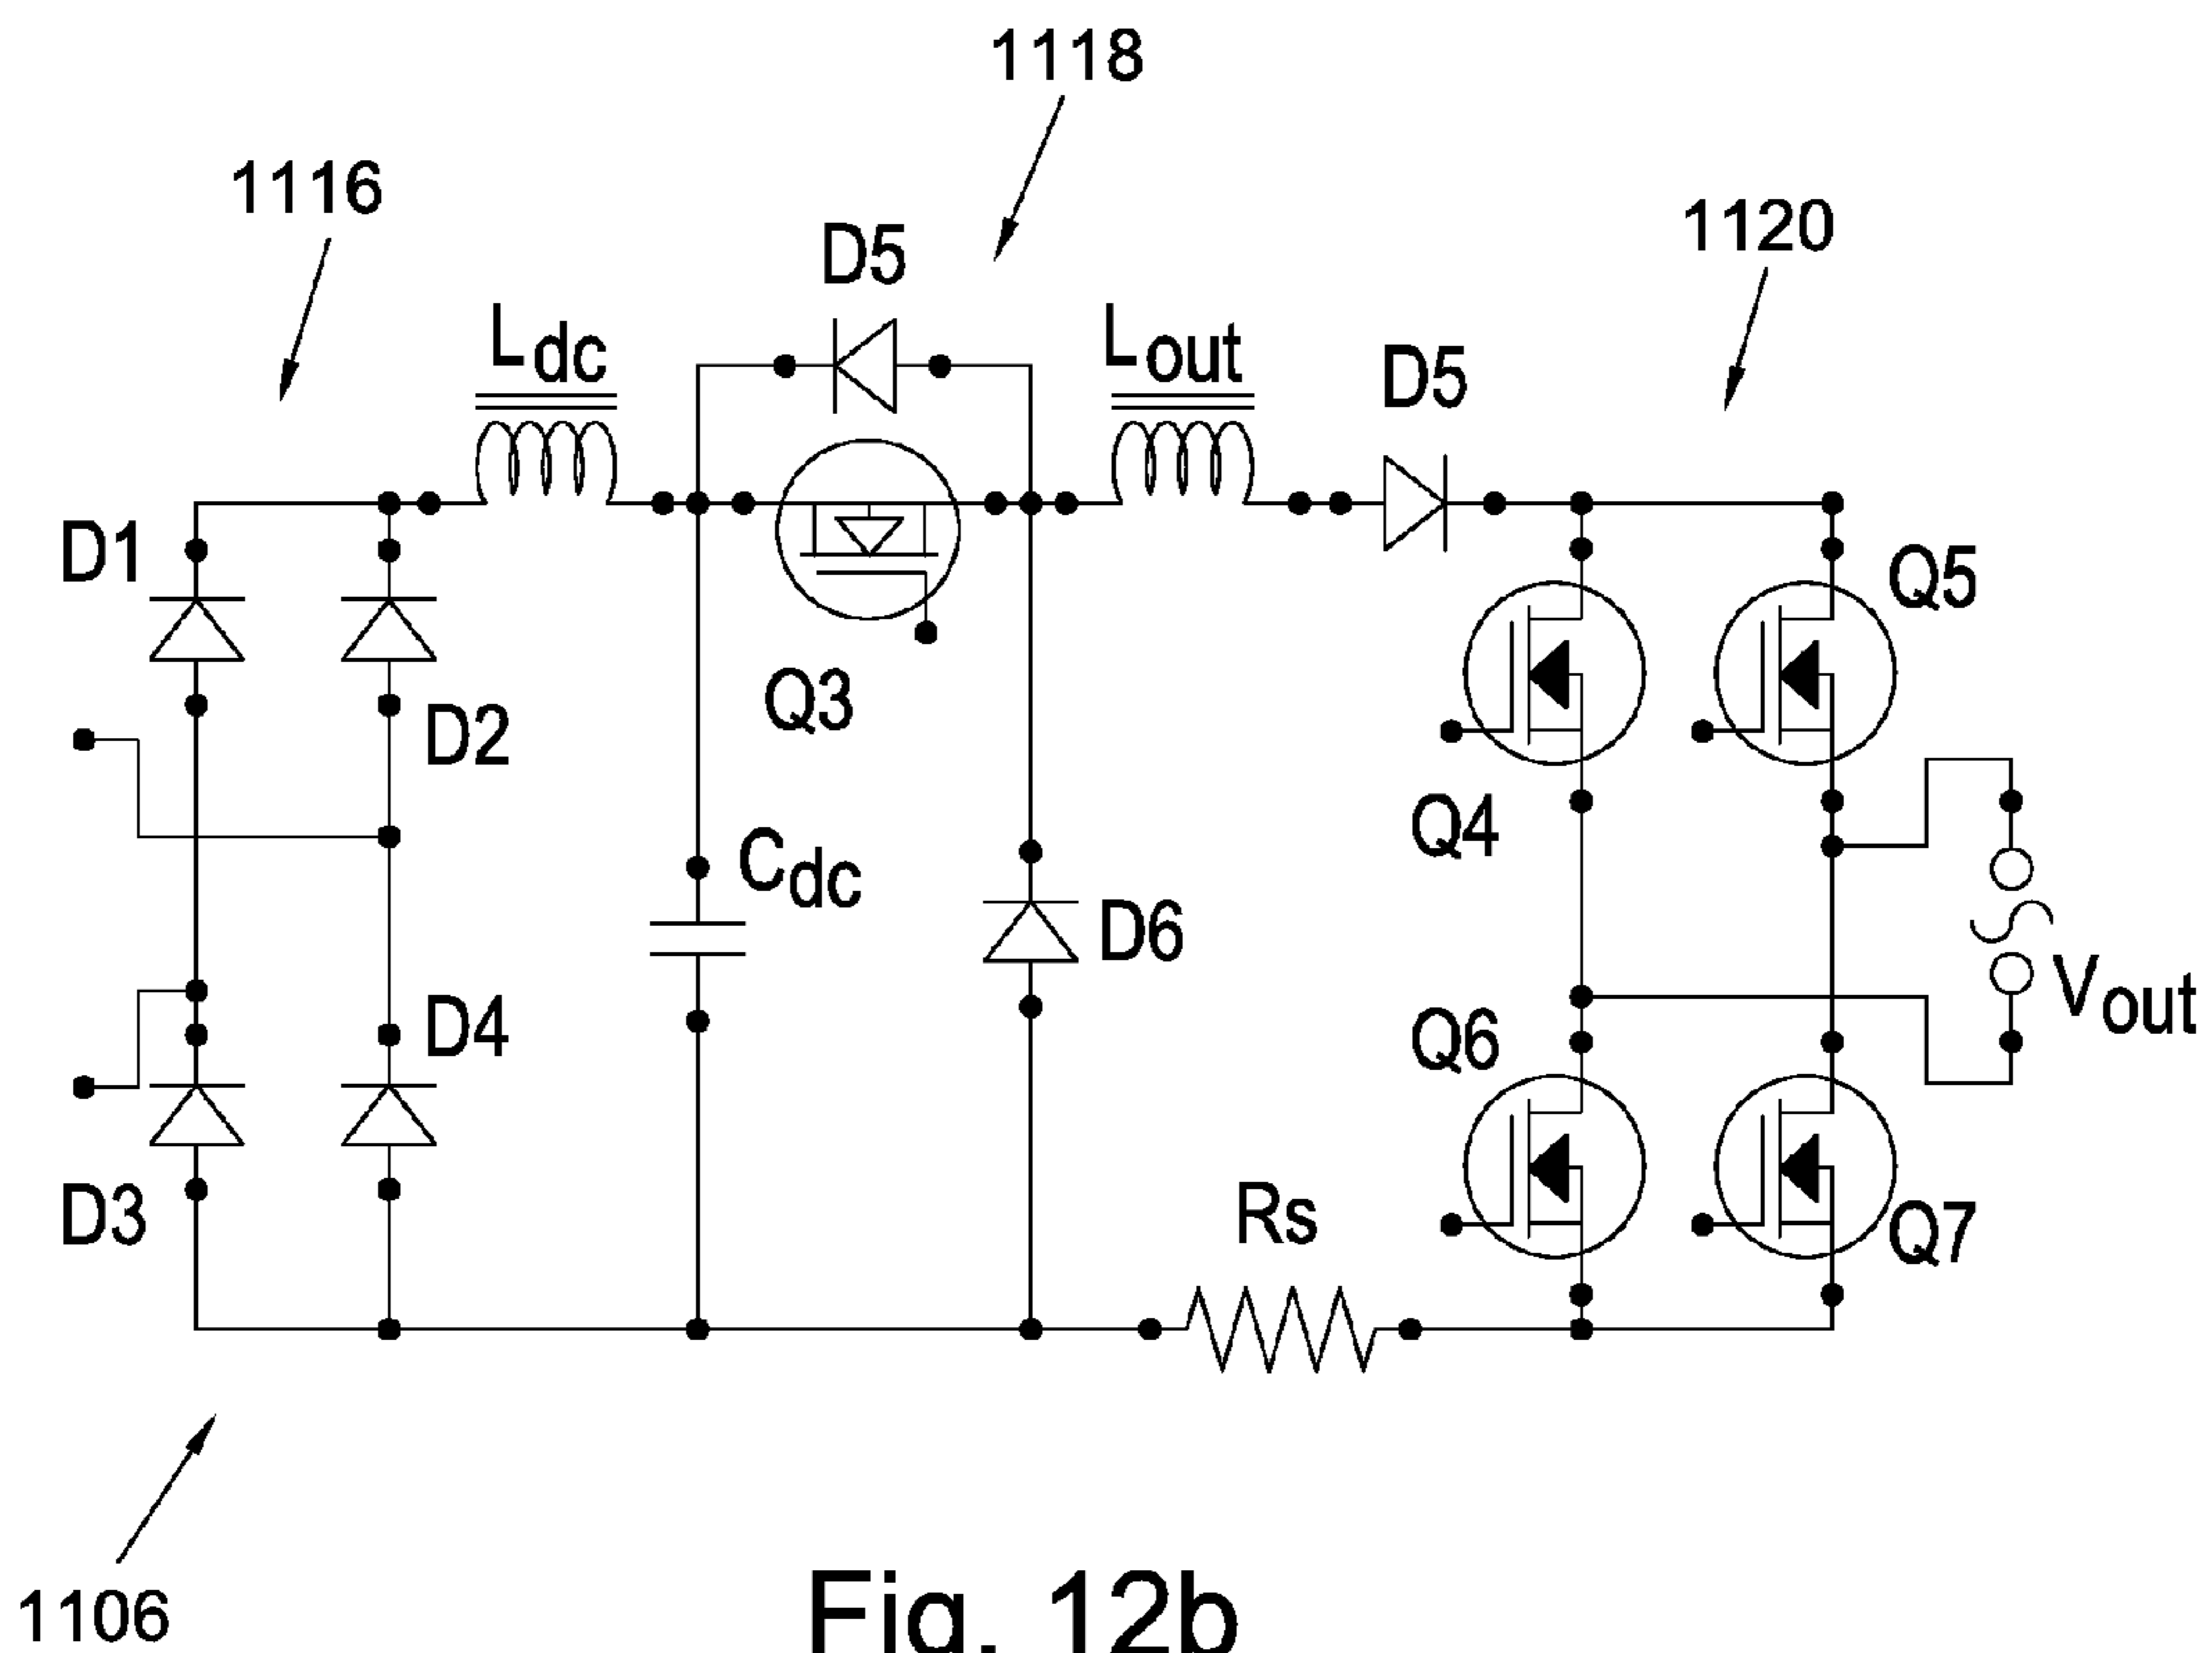 1118
1116
1120
D5
Ldc
Lout
D5
D1
Q5
Q3
D2
Q4
Cdc
D6
Vout
D4
Q6
D3
Rs
Q7
1106
Fig. 12b